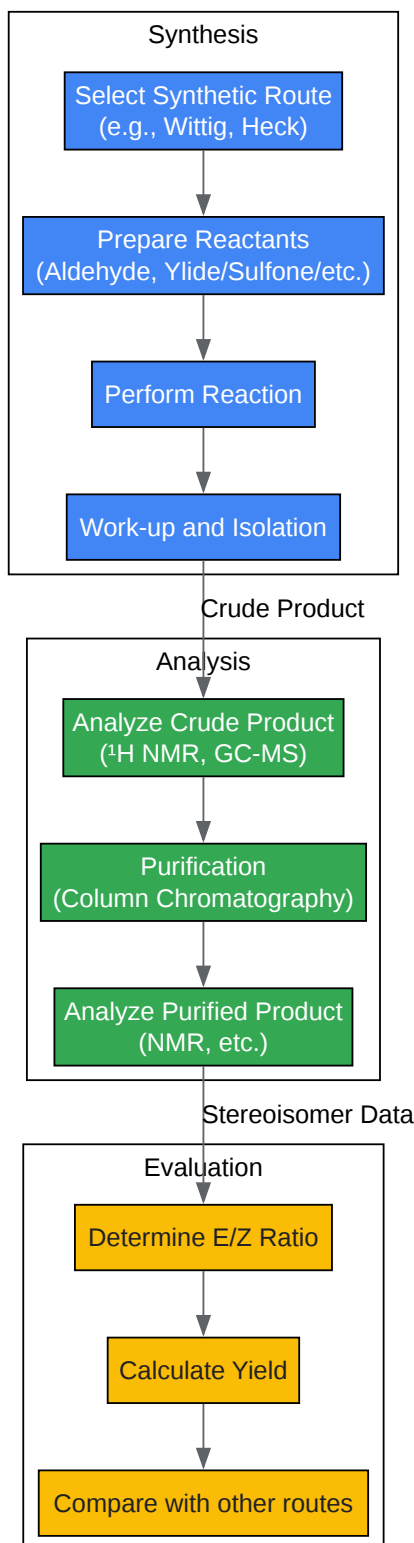 Synthesis
Select Synthetic Route
(e.g., Wittig, Heck)
Prepare Reactants
(Aldehyde, Ylide/Sulfone/etc.)
Perform Reaction
Work-up and Isolation
Crude Product
Analysis
Analyze Crude Product
(¹H NMR, GC-MS)
Purification
(Column Chromatography)
Analyze Purified Product
(NMR, etc.)
Stereoisomer Data
Evaluation
Determine E/Z Ratio
Calculate Yield
Compare with other routes